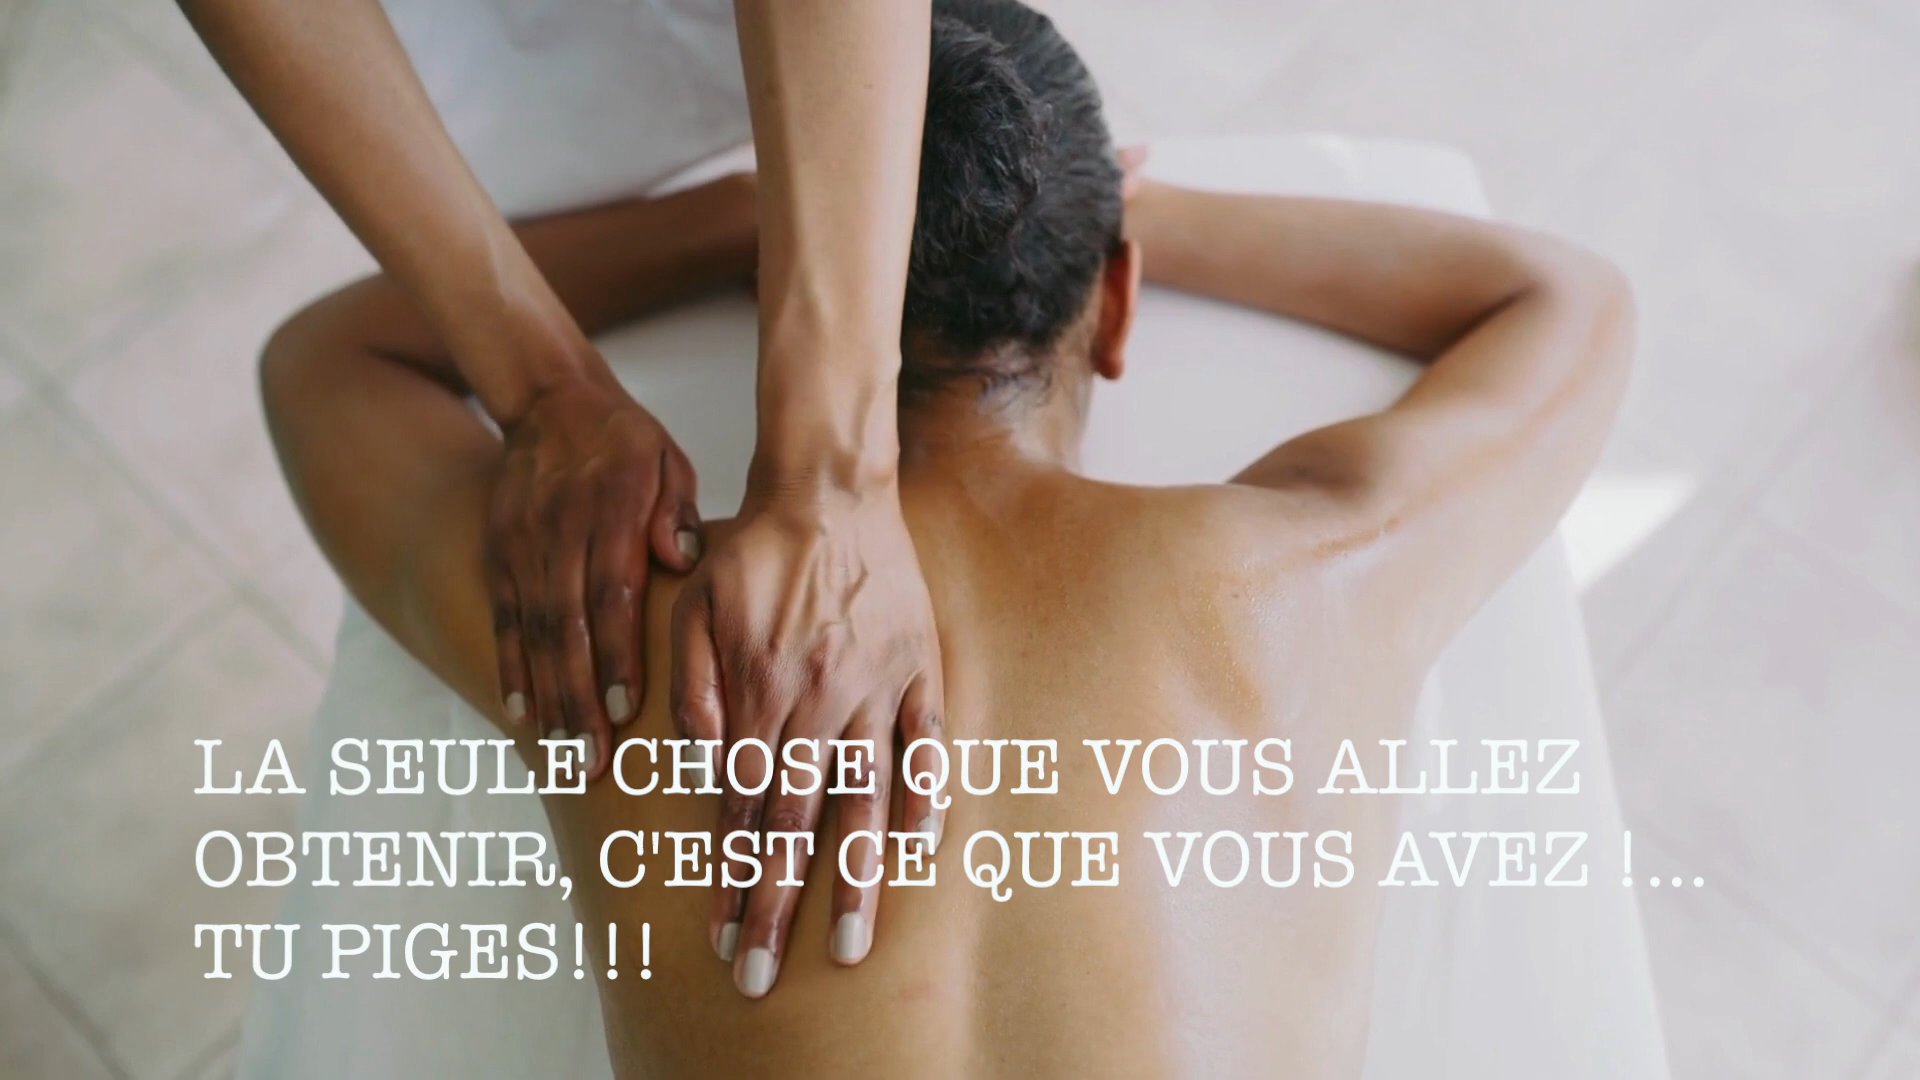 LA SEULE CHOSE QUE VOUS ALLEZ
OBTENIR, C'EST CE QUE VOUS AVEZ !...
TU PIGES!!!